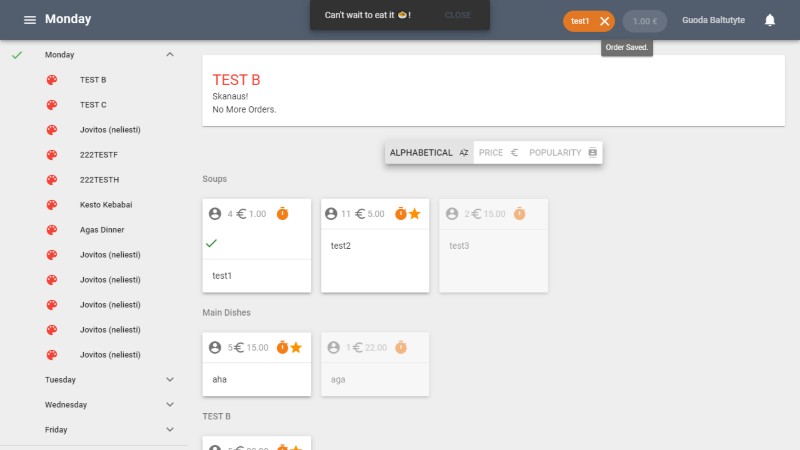 Monday
Can't wait to eat it 🍲 !
CLOSE
test1
1.00 €
Guoda Baltutyte
Order Saved.
Monday
TEST B
TEST C
Jovitos (neliesti)
222TESTF
222TESTH
Kesto Kebabai
Agas Dinner
Jovitos (neliesti)
Jovitos (neliesti)
Jovitos (neliesti)
Jovitos (neliesti)
Jovitos (neliesti)
Tuesday
Wednesday
Friday
TEST B
Skanaus!
No More Orders.
ALPHABETICAL
PRICE €
POPULARITY
Soups
4 € 1.00
test1
11 € 5.00
test2
2 € 15.00
test3
Main Dishes
5 € 15.00
aha
1 € 22.00
aga
TEST B